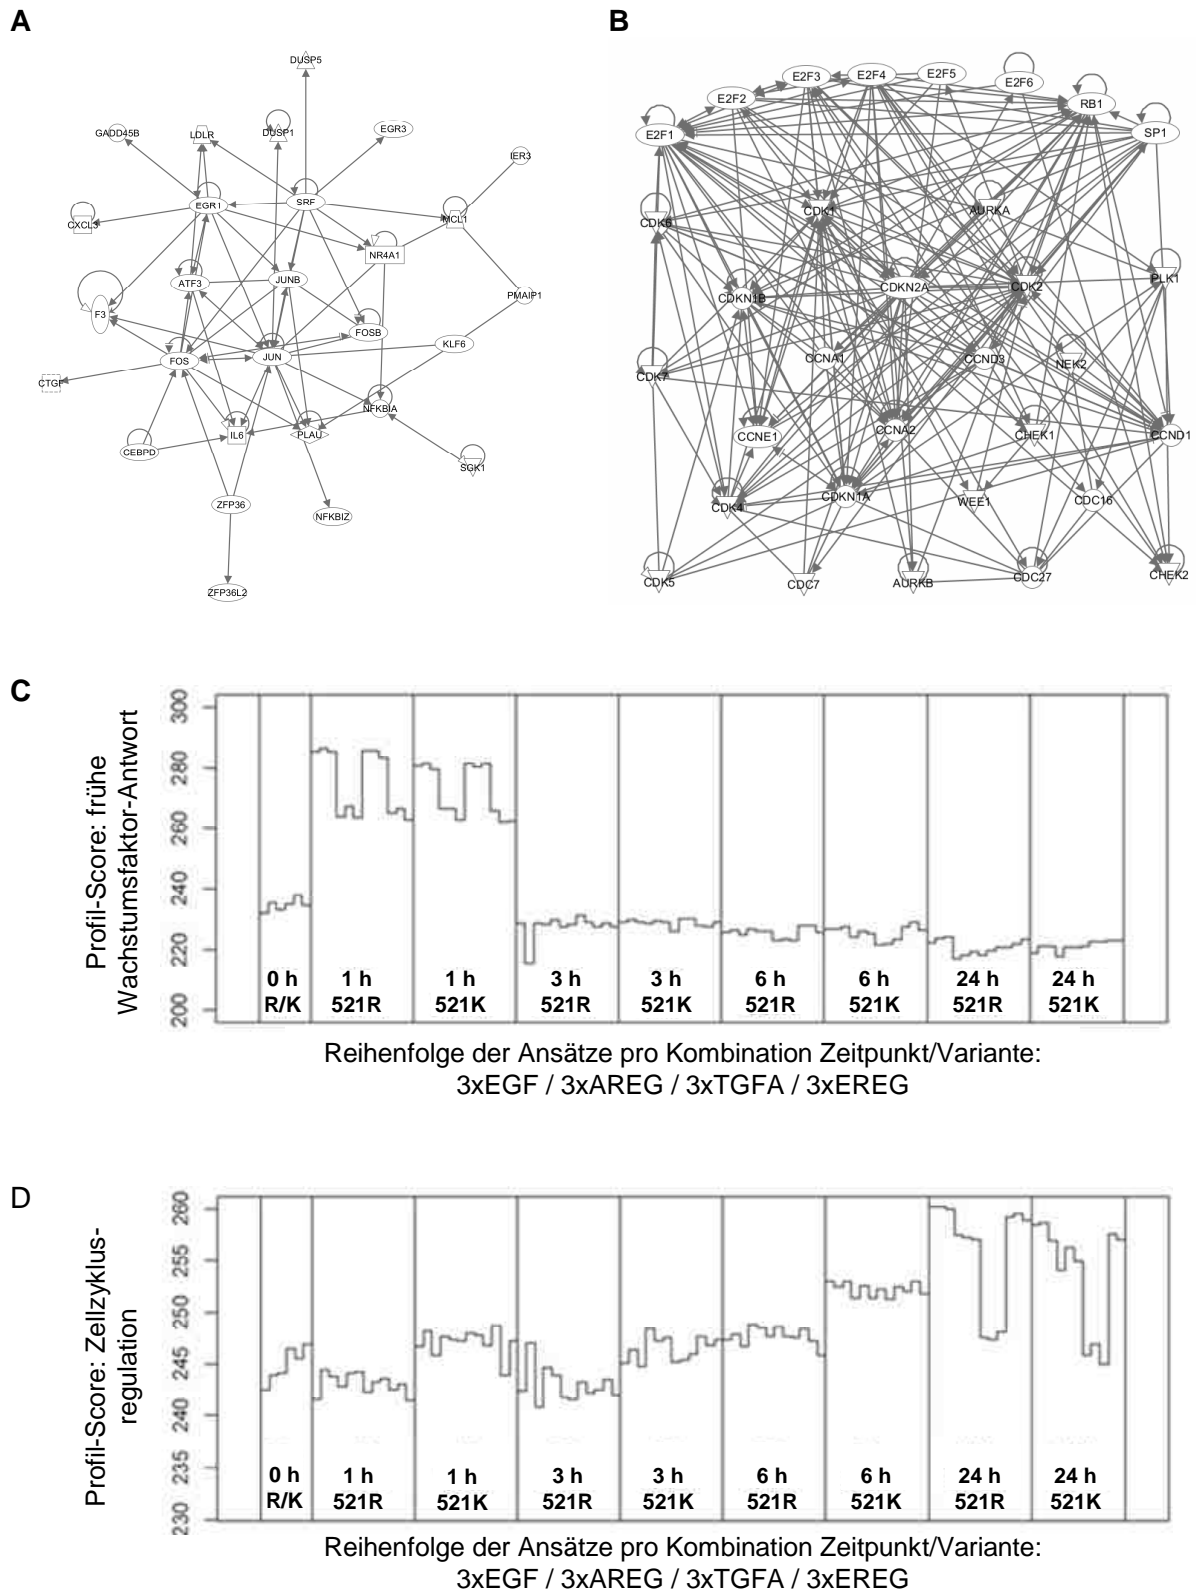 A
DUSP5
GADD45B
LDLR
DUSP1
EGR3
IER3
EGR1
SRF
CXCL3
MCL1
NR4A1
ATF3
JUNB
F3
PMAIP1
FOSB
KLF6
FOS
JUN
CTGF
NFKBIA
IL6
PLAU
CEBPD
SGK1
ZFP36
NFKBIZ
ZFP36L2
B
E2F3
E2F4
E2F5
E2F6
E2F2
RB1
E2F1
SP1
CDK6
CDK1
AURKA
PLK1
CDKN1B
CDKN2A
CDK2
CCNA1
CCND3
NEK2
CDK7
CCNE1
CCNA2
CHEK1
CCND1
CDK4
CDKN1A
WEE1
CDC16
CDK5
CDC7
AURKB
CDC27
CHEK2
C
Profil-Score: frühe
Wachstumsfaktor-Antwort
300
280
260
240
220
200
0 h 1 h 1 h 3 h 3 h 6 h 6 h 24 h 24 h
R/K 521R 521K 521R 521K 521R 521K 521R 521K
Reihenfolge der Ansätze pro Kombination Zeitpunkt/Variante:
3xEGF / 3xAREG / 3xTGFA / 3xEREG
D
Profil-Score: Zellzyklus-
regulation
260
255
250
245
240
235
230
0 h 1 h 1 h 3 h 3 h 6 h 6 h 24 h 24 h
R/K 521R 521K 521R 521K 521R 521K 521R 521K
Reihenfolge der Ansätze pro Kombination Zeitpunkt/Variante:
3xEGF / 3xAREG / 3xTGFA / 3xEREG